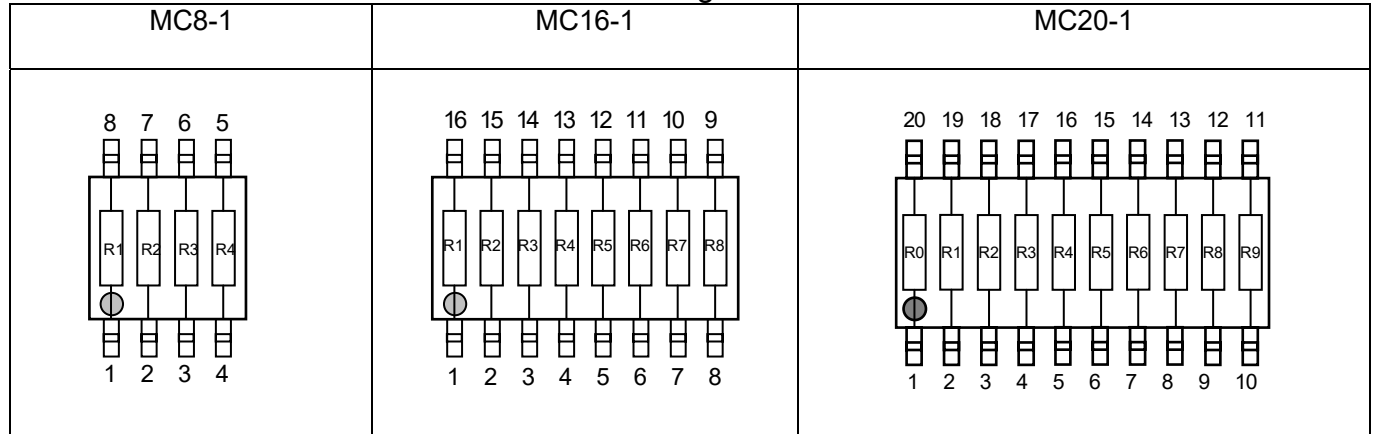 MC8-1 MC16-1 MC20-1
8 7 6 5
R1 R2 R3 R4
1 2 3 4
16 15 14 13 12 11 10 9
R1 R2 R3 R4 R5 R6 R7 R8
1 2 3 4 5 6 7 8
20 19 18 17 16 15 14 13 12 11
R0 R1 R2 R3 R4 R5 R6 R7 R8 R9
1 2 3 4 5 6 7 8 9 10